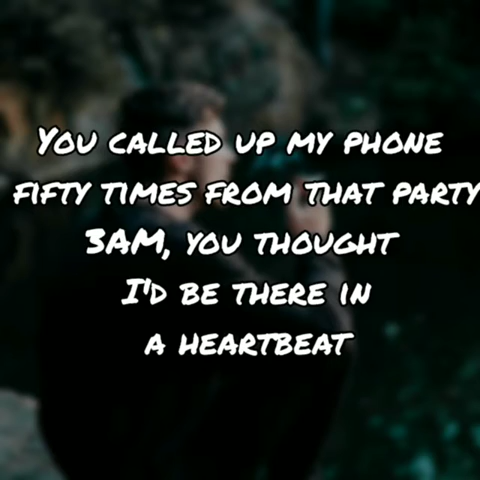 You called up my phone
fifty times from that party
3AM, you thought
I'd be there in
a heartbeat